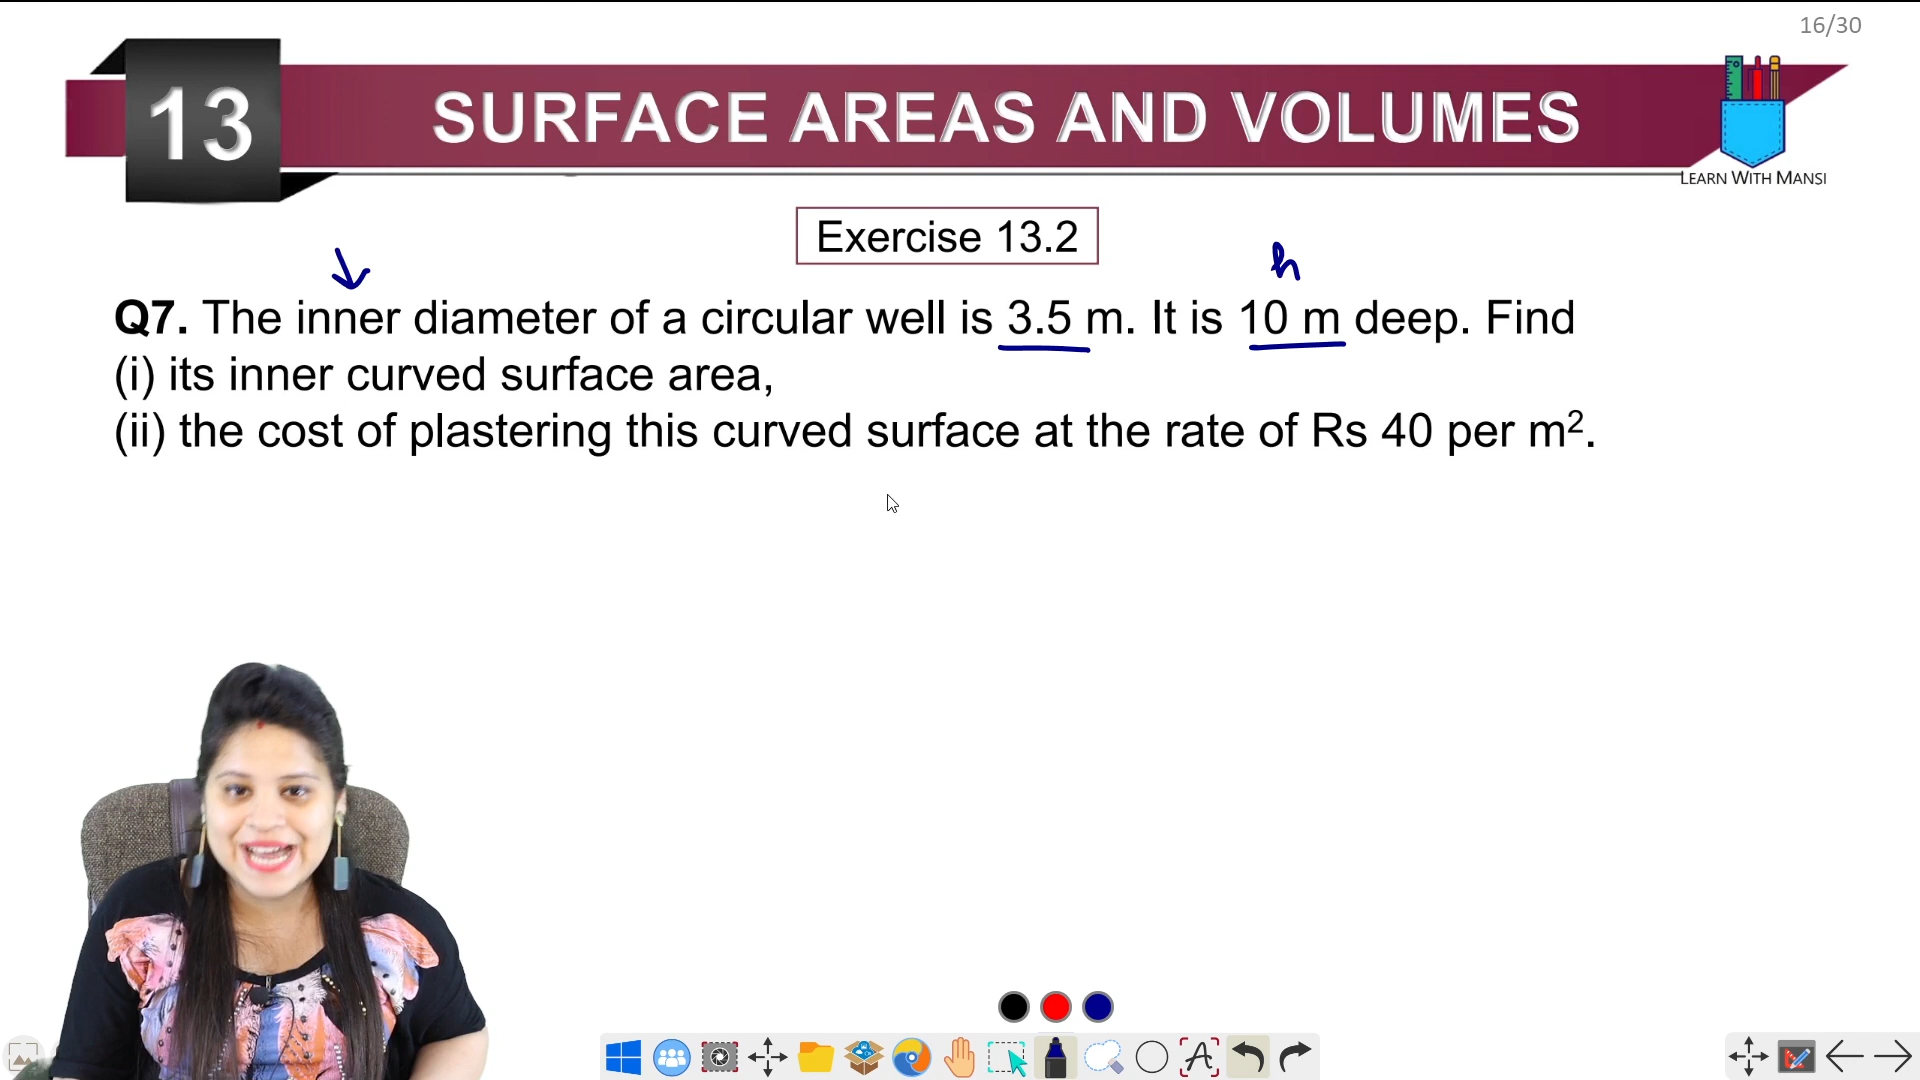 16/30
13 SURFACE AREAS AND VOLUMES
LEARN WITH MANSI
Exercise 13.2
h
Q7. The inner diameter of a circular well is 3.5 m. It is 10 m deep. Find
(i) its inner curved surface area,
(ii) the cost of plastering this curved surface at the rate of Rs 40 per m².